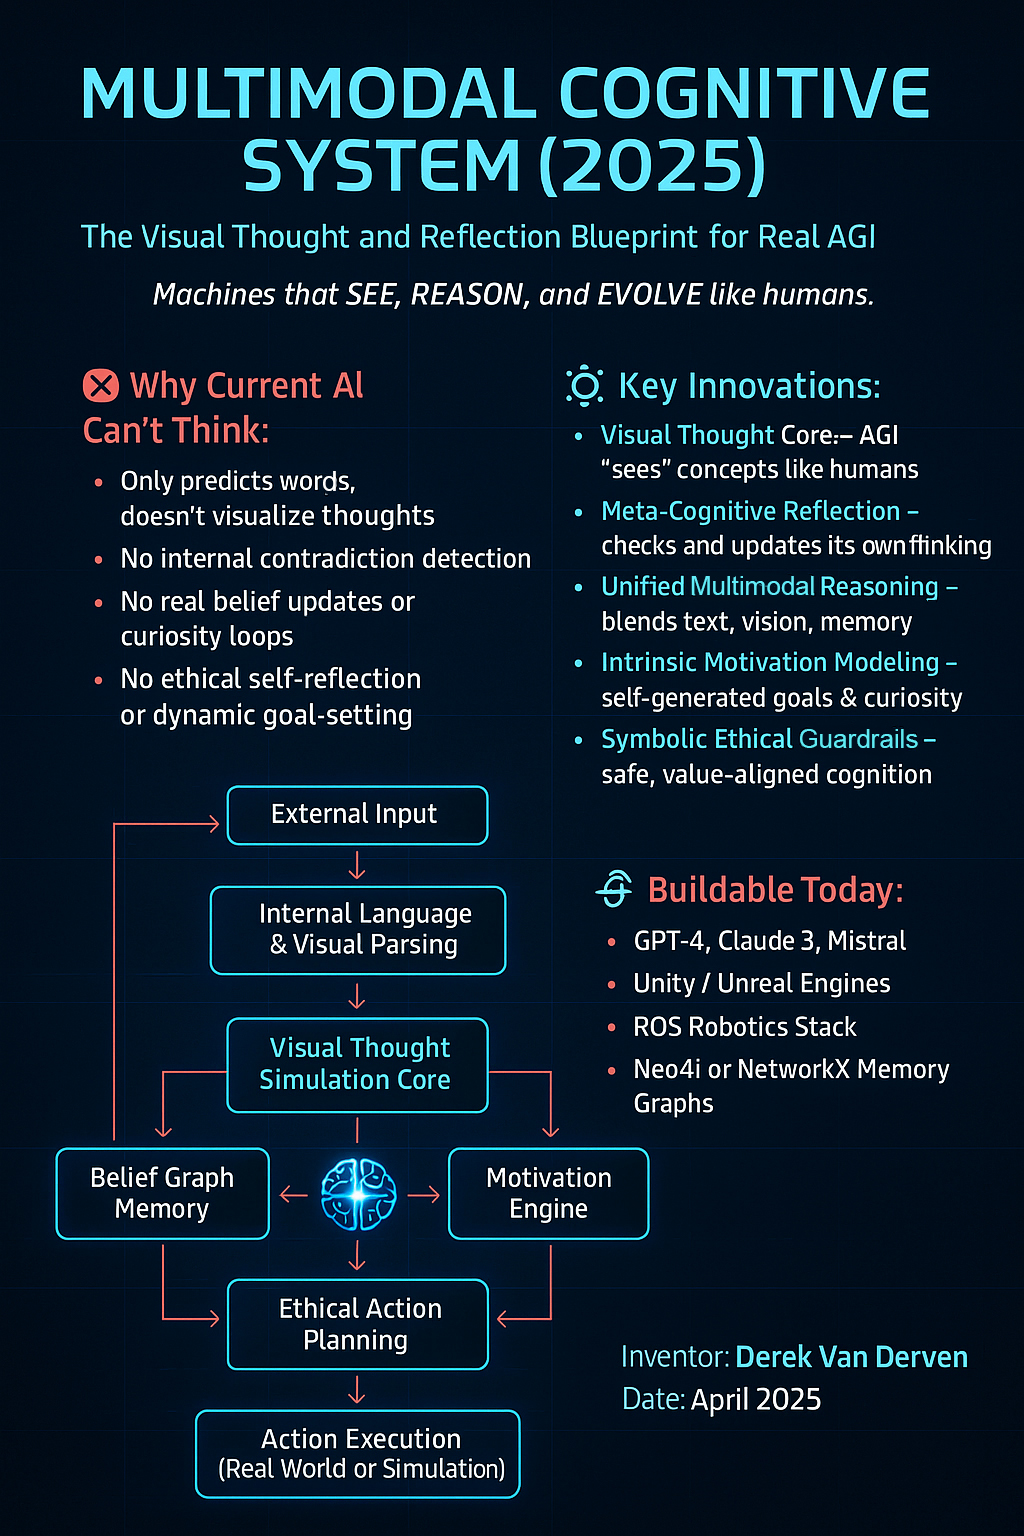 MULTIMODAL COGNITIVE
SYSTEM (2025)
The Visual Thought and Reflection Blueprint for Real AGI
Machines that SEE, REASON, and EVOLVE like humans.
Why Current AI
Can't Think:
• Only predicts words,
doesn't visualize thoughts
• No internal contradiction detection
• No real belief updates or
curiosity loops
• No ethical self-reflection
or dynamic goal-setting
Key Innovations:
• Visual Thought Core:– AGI
“sees” concepts like humans
• Meta-Cognitive Reflection –
checks and updates its own flinking
• Unified Multimodal Reasoning –
blends text, vision, memory
• Intrinsic Motivation Modeling –
self-generated goals & curiosity
• Symbolic Ethical Guardrails –
safe, value-aligned cognition
External Input
Internal Language
& Visual Parsing
Visual Thought
Simulation Core
Belief Graph
Memory
Motivation
Engine
Ethical Action
Planning
Action Execution
(Real World or Simulation)
Buildable Today:
• GPT-4, Claude 3, Mistral
• Unity / Unreal Engines
• ROS Robotics Stack
• Neo4i or NetworkX Memory
Graphs
Inventor: Derek Van Derven
Date: April 2025